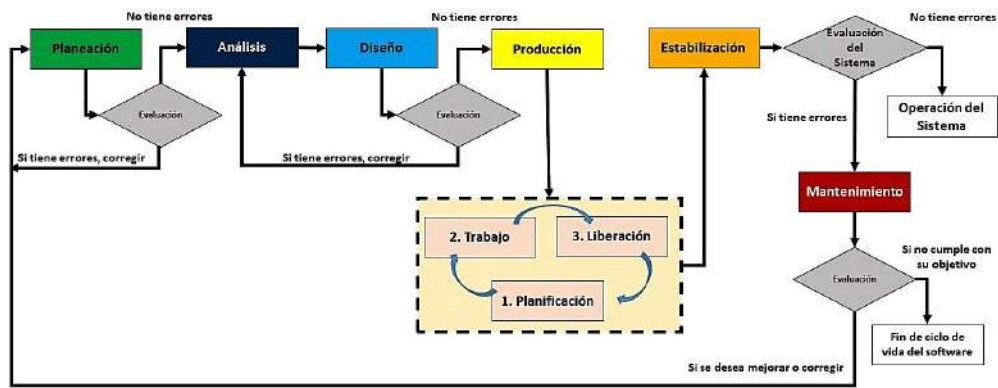 No tiene errores
No tiene errores
No tiene errores
Planeación
Análisis
Diseño
Producción
Estabilización
Evaluación
del
Sistema
Evaluación
Evaluación
Operación del
Sistema
Si tiene errores
Si tiene errores, corregir
Si tiene errores, corregir
Mantenimiento
2. Trabajo
3. Liberación
1. Planificación
Si no cumple con
su objetivo
Evaluación
Fin de ciclo de
vida del software
Si se desea mejorar o corregir